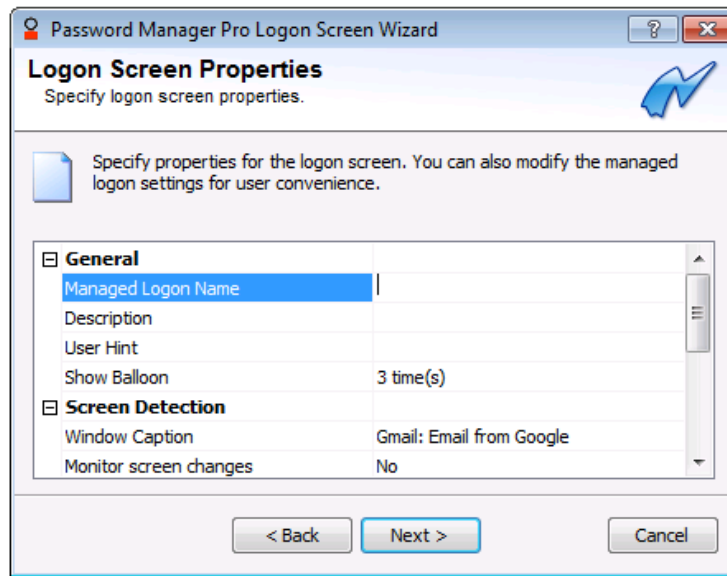 Password Manager Pro Logon Screen Wizard
Logon Screen Properties
Specify logon screen properties.
Specify properties for the logon screen. You can also modify the managed
logon settings for user convenience.
General
Managed Logon Name
Description
User Hint
Show Balloon 3 time(s)
Screen Detection
Window Caption Gmail: Email from Google
Monitor screen changes No
< Back Next > Cancel